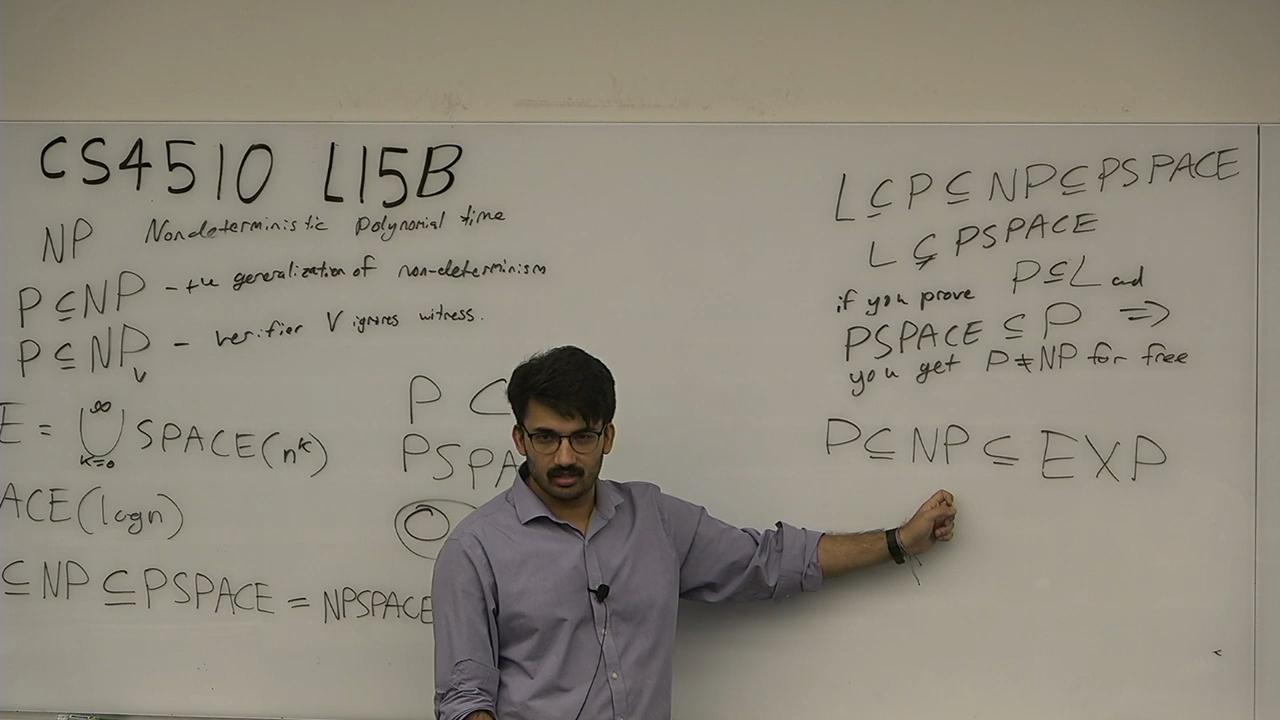 CS4510 L15B
NP Nondeterministic Polynomial time
P ⊆ NP - the generalization of non-determinism
P ⊆ NPv - verifier V ignores witness.
E = ∞ ⋃ k=0 SPACE(n^k)
ACE(logn)
⊆ NP ⊆ PSPACE = NPSPACE
P ⊂
PSPA
L ⊆ P ⊆ NP ⊆ PSPACE
L ⊊ PSPACE
if you prove P ⊆ L and
PSPACE ⊆ P ⇒
you get P ≠ NP for free
P ⊆ NP ⊆ EXP